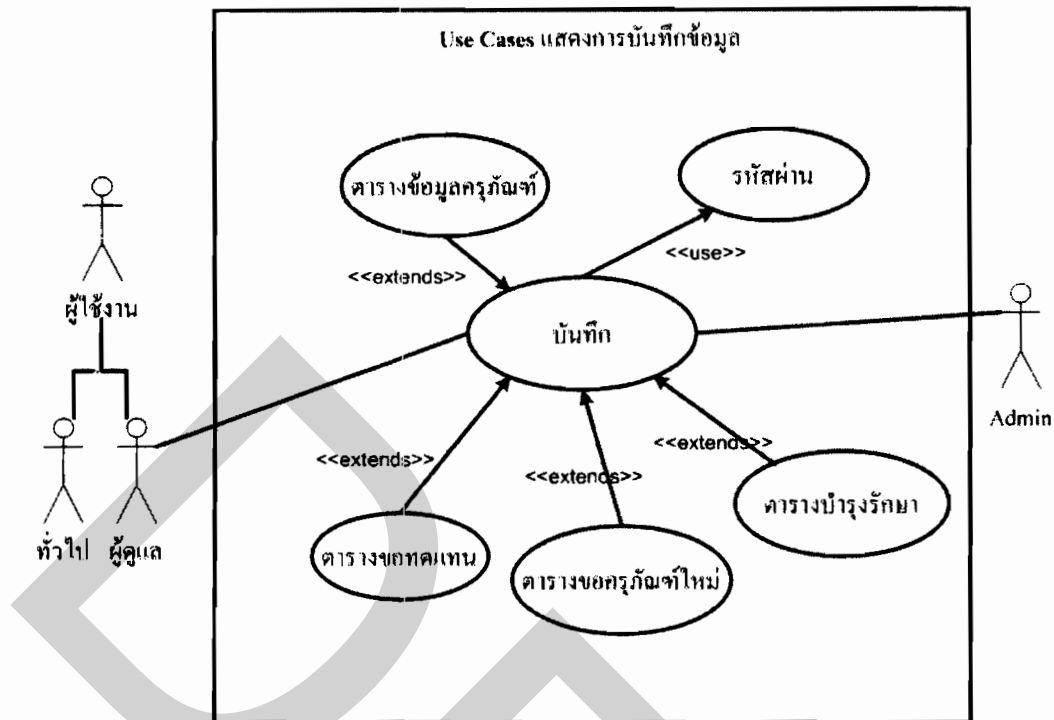 Use Cases แสดงการบันทึกข้อมูล
ตารางข้อมูลครุภัณฑ์
รหัสผ่าน
<<extends>>
<<use>>
ผู้ใช้งาน
บันทึก
Admin
<<extends>>
<<extends>>
<<extends>>
ทั่วไป
ผู้ดูแล
ตารางขอทดแทน
ตารางขอครุภัณฑ์ใหม่
ตารางบำรุงรักษา